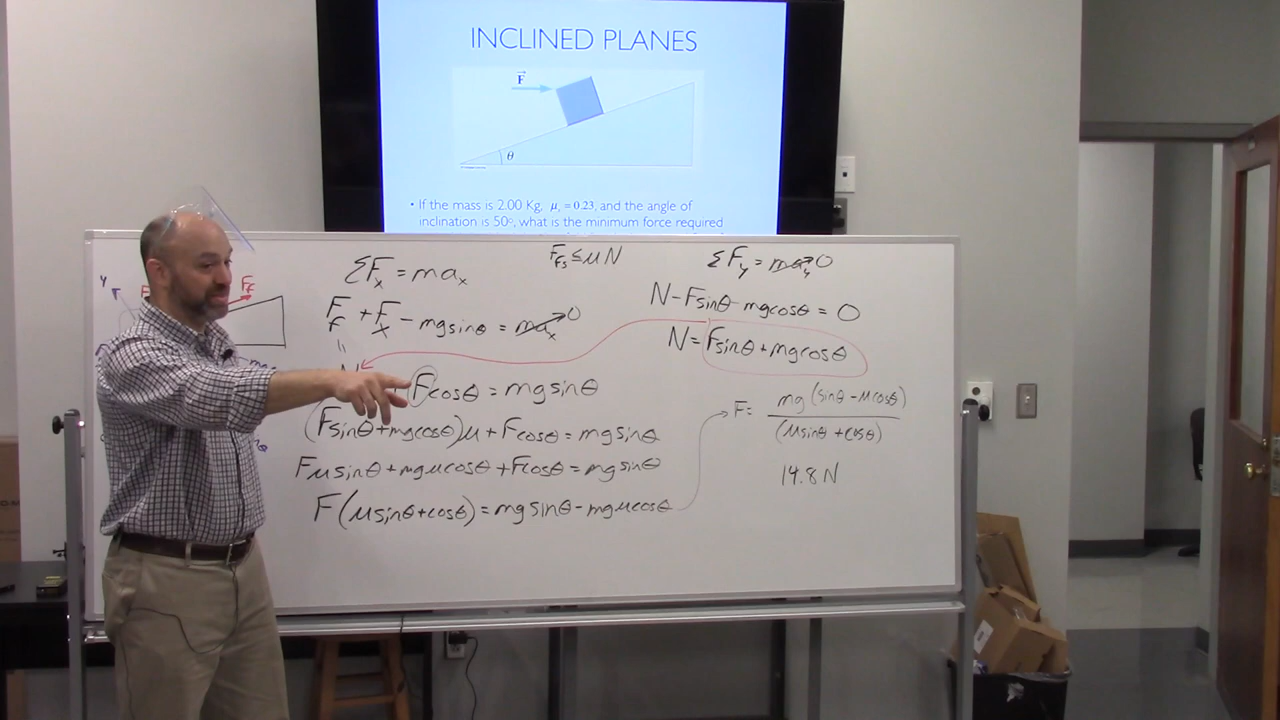 INCLINED PLANES
F
θ
• If the mass is 2.00 Kg, μs = 0.23, and the angle of
inclination is 50°, what is the minimum force required
y
Ff
ΣFx = max
Ff + Fx - mgsinθ = max 0
N
Fcosθ = mgsinθ
(Fsinθ+mgcosθ)μ + Fcosθ = mgsinθ
Fμsinθ + mgμcosθ + Fcosθ = mgsinθ
F(μsinθ+cosθ) = mgsinθ - mgμcosθ
Ffs ≤ μN
ΣFy = may 0
N - Fsinθ - mgcosθ = 0
N = Fsinθ + mgcosθ
F = mg(sinθ - μcosθ)
(μsinθ + cosθ)
14.8 N